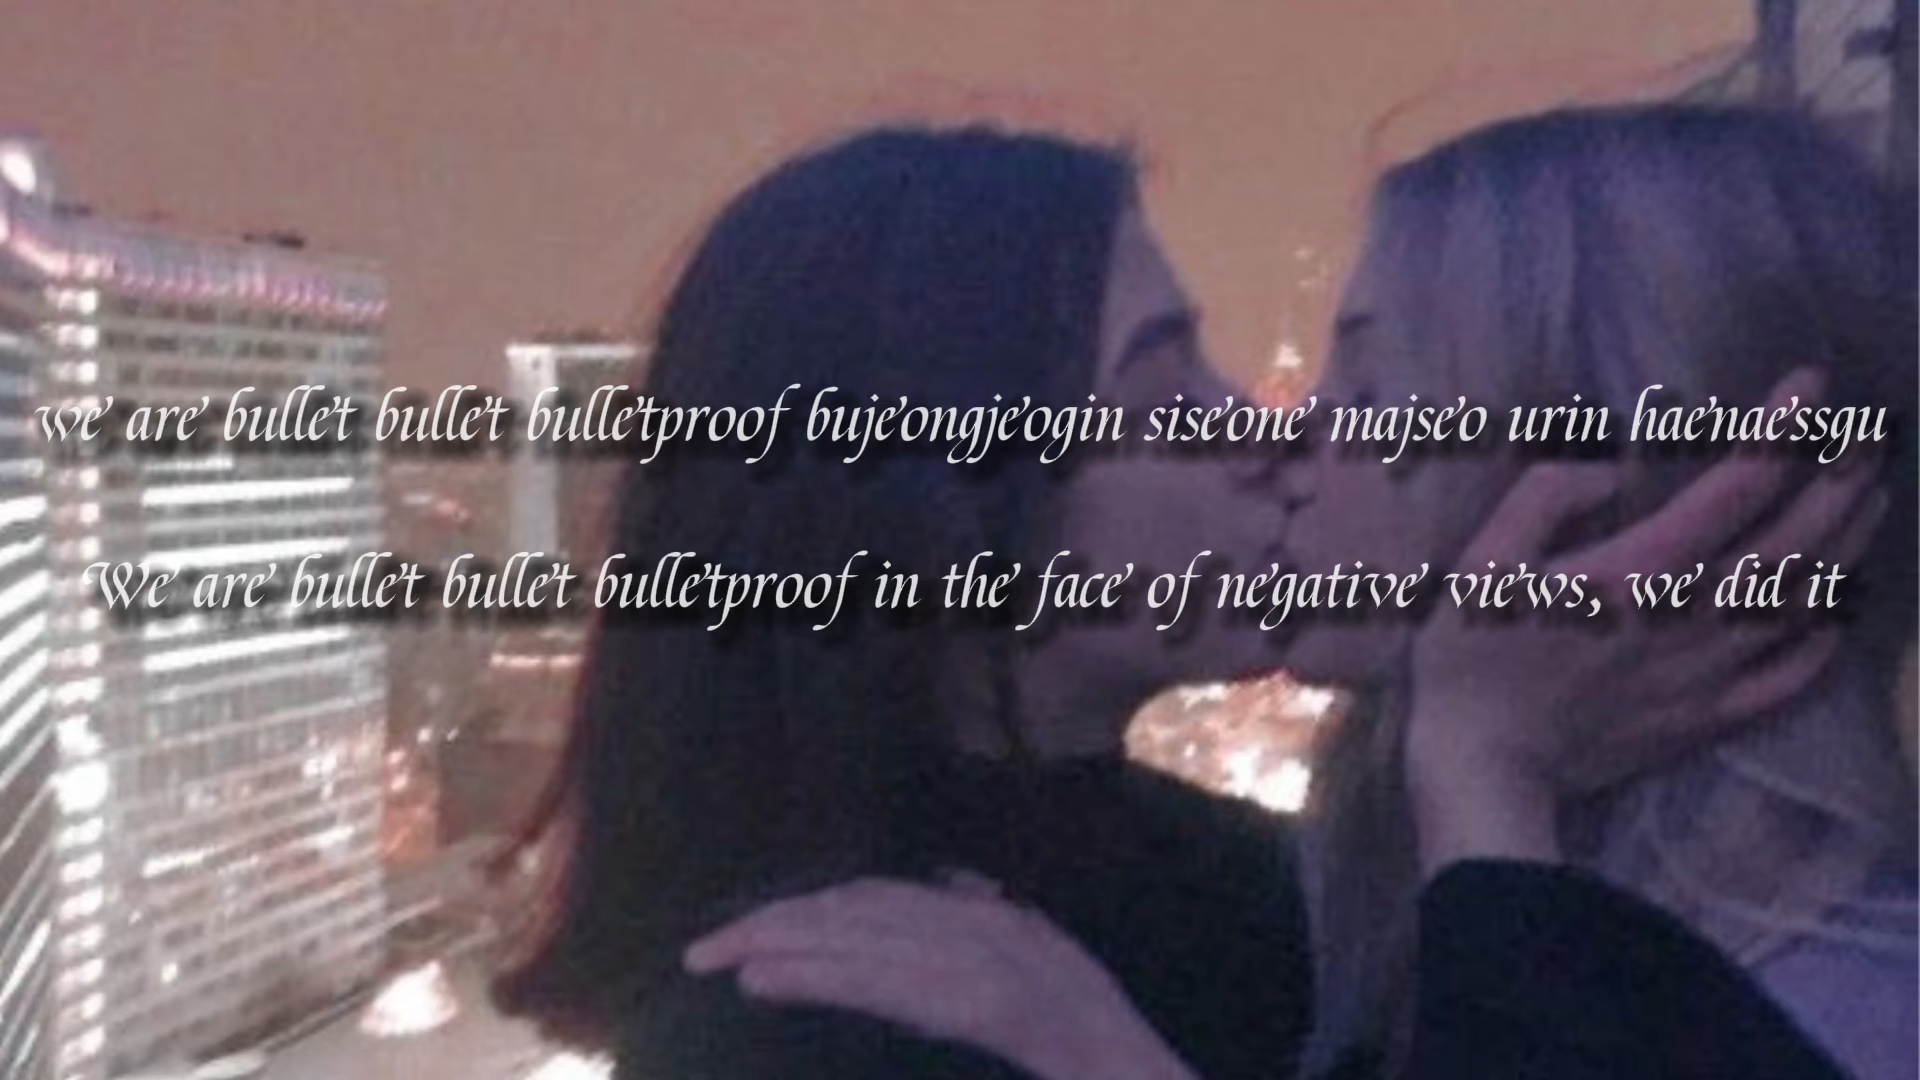 we are bullet bullet bulletproof bujeongjeogin siseone majseo urin haenaessgu
We are bullet bullet bulletproof in the face of negative views, we did it